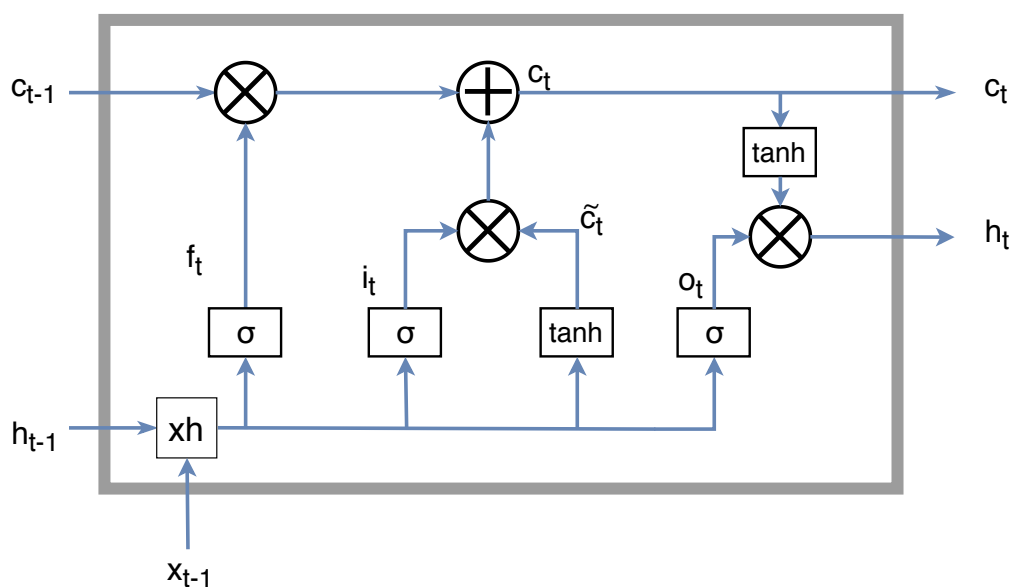 c_t-1
c_t
c_t
tanh
c̃_t
h_t
f_t
i_t
o_t
σ
σ
tanh
σ
h_t-1
xh
x_t-1